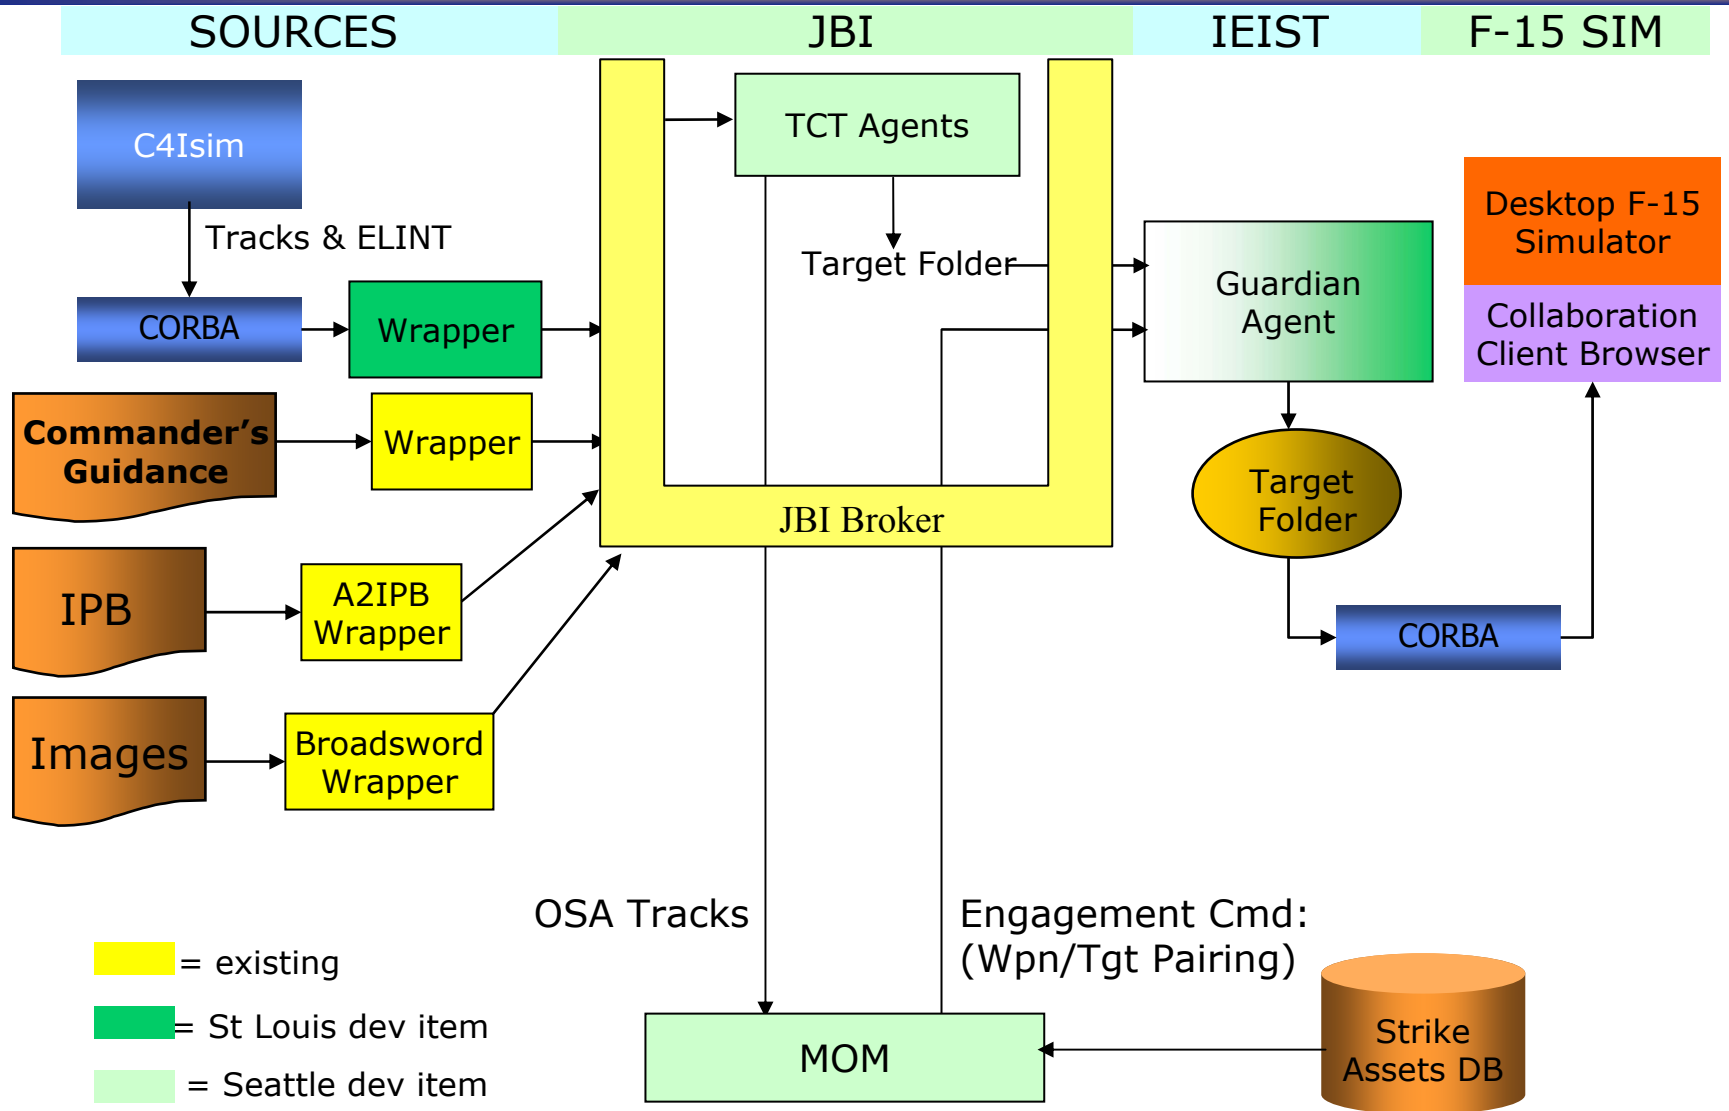 SOURCES
JBI
IEIST
F-15 SIM
C4Isim
TCT Agents
Tracks & ELINT
Target Folder
Desktop F-15
Simulator
Guardian
Agent
CORBA
Wrapper
Collaboration
Client Browser
Commander’s
Guidance
Wrapper
Target
Folder
JBI Broker
IPB
A2IPB
Wrapper
CORBA
Images
Broadsword
Wrapper
OSA Tracks
Engagement Cmd:
(Wpn/Tgt Pairing)
= existing
= St Louis dev item
= Seattle dev item
MOM
Strike
Assets DB